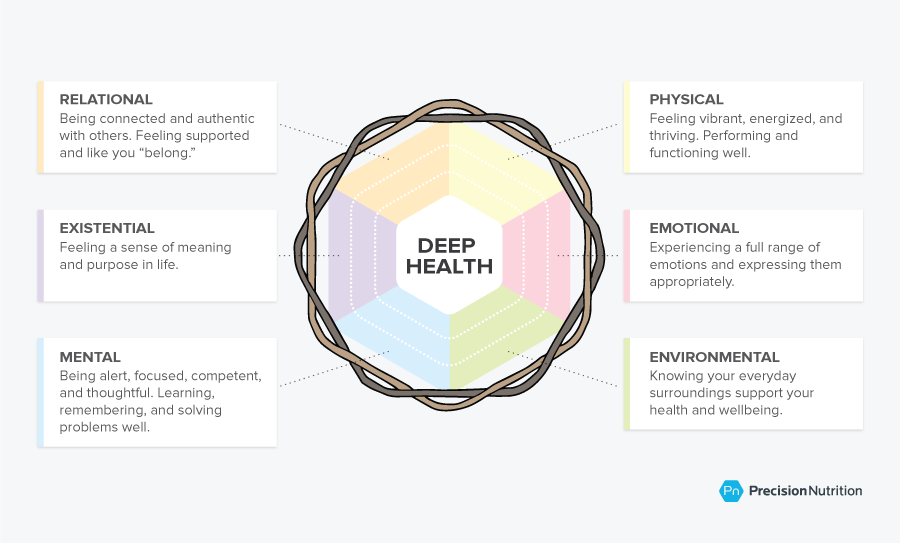 RELATIONAL
Being connected and authentic
with others. Feeling supported
and like you “belong.”
EXISTENTIAL
Feeling a sense of meaning
and purpose in life.
MENTAL
Being alert, focused, competent,
and thoughtful. Learning,
remembering, and solving
problems well.
DEEP
HEALTH
PHYSICAL
Feeling vibrant, energized, and
thriving. Performing and
functioning well.
EMOTIONAL
Experiencing a full range of
emotions and expressing them
appropriately.
ENVIRONMENTAL
Knowing your everyday
surroundings support your
health and wellbeing.
Pn PrecisionNutrition